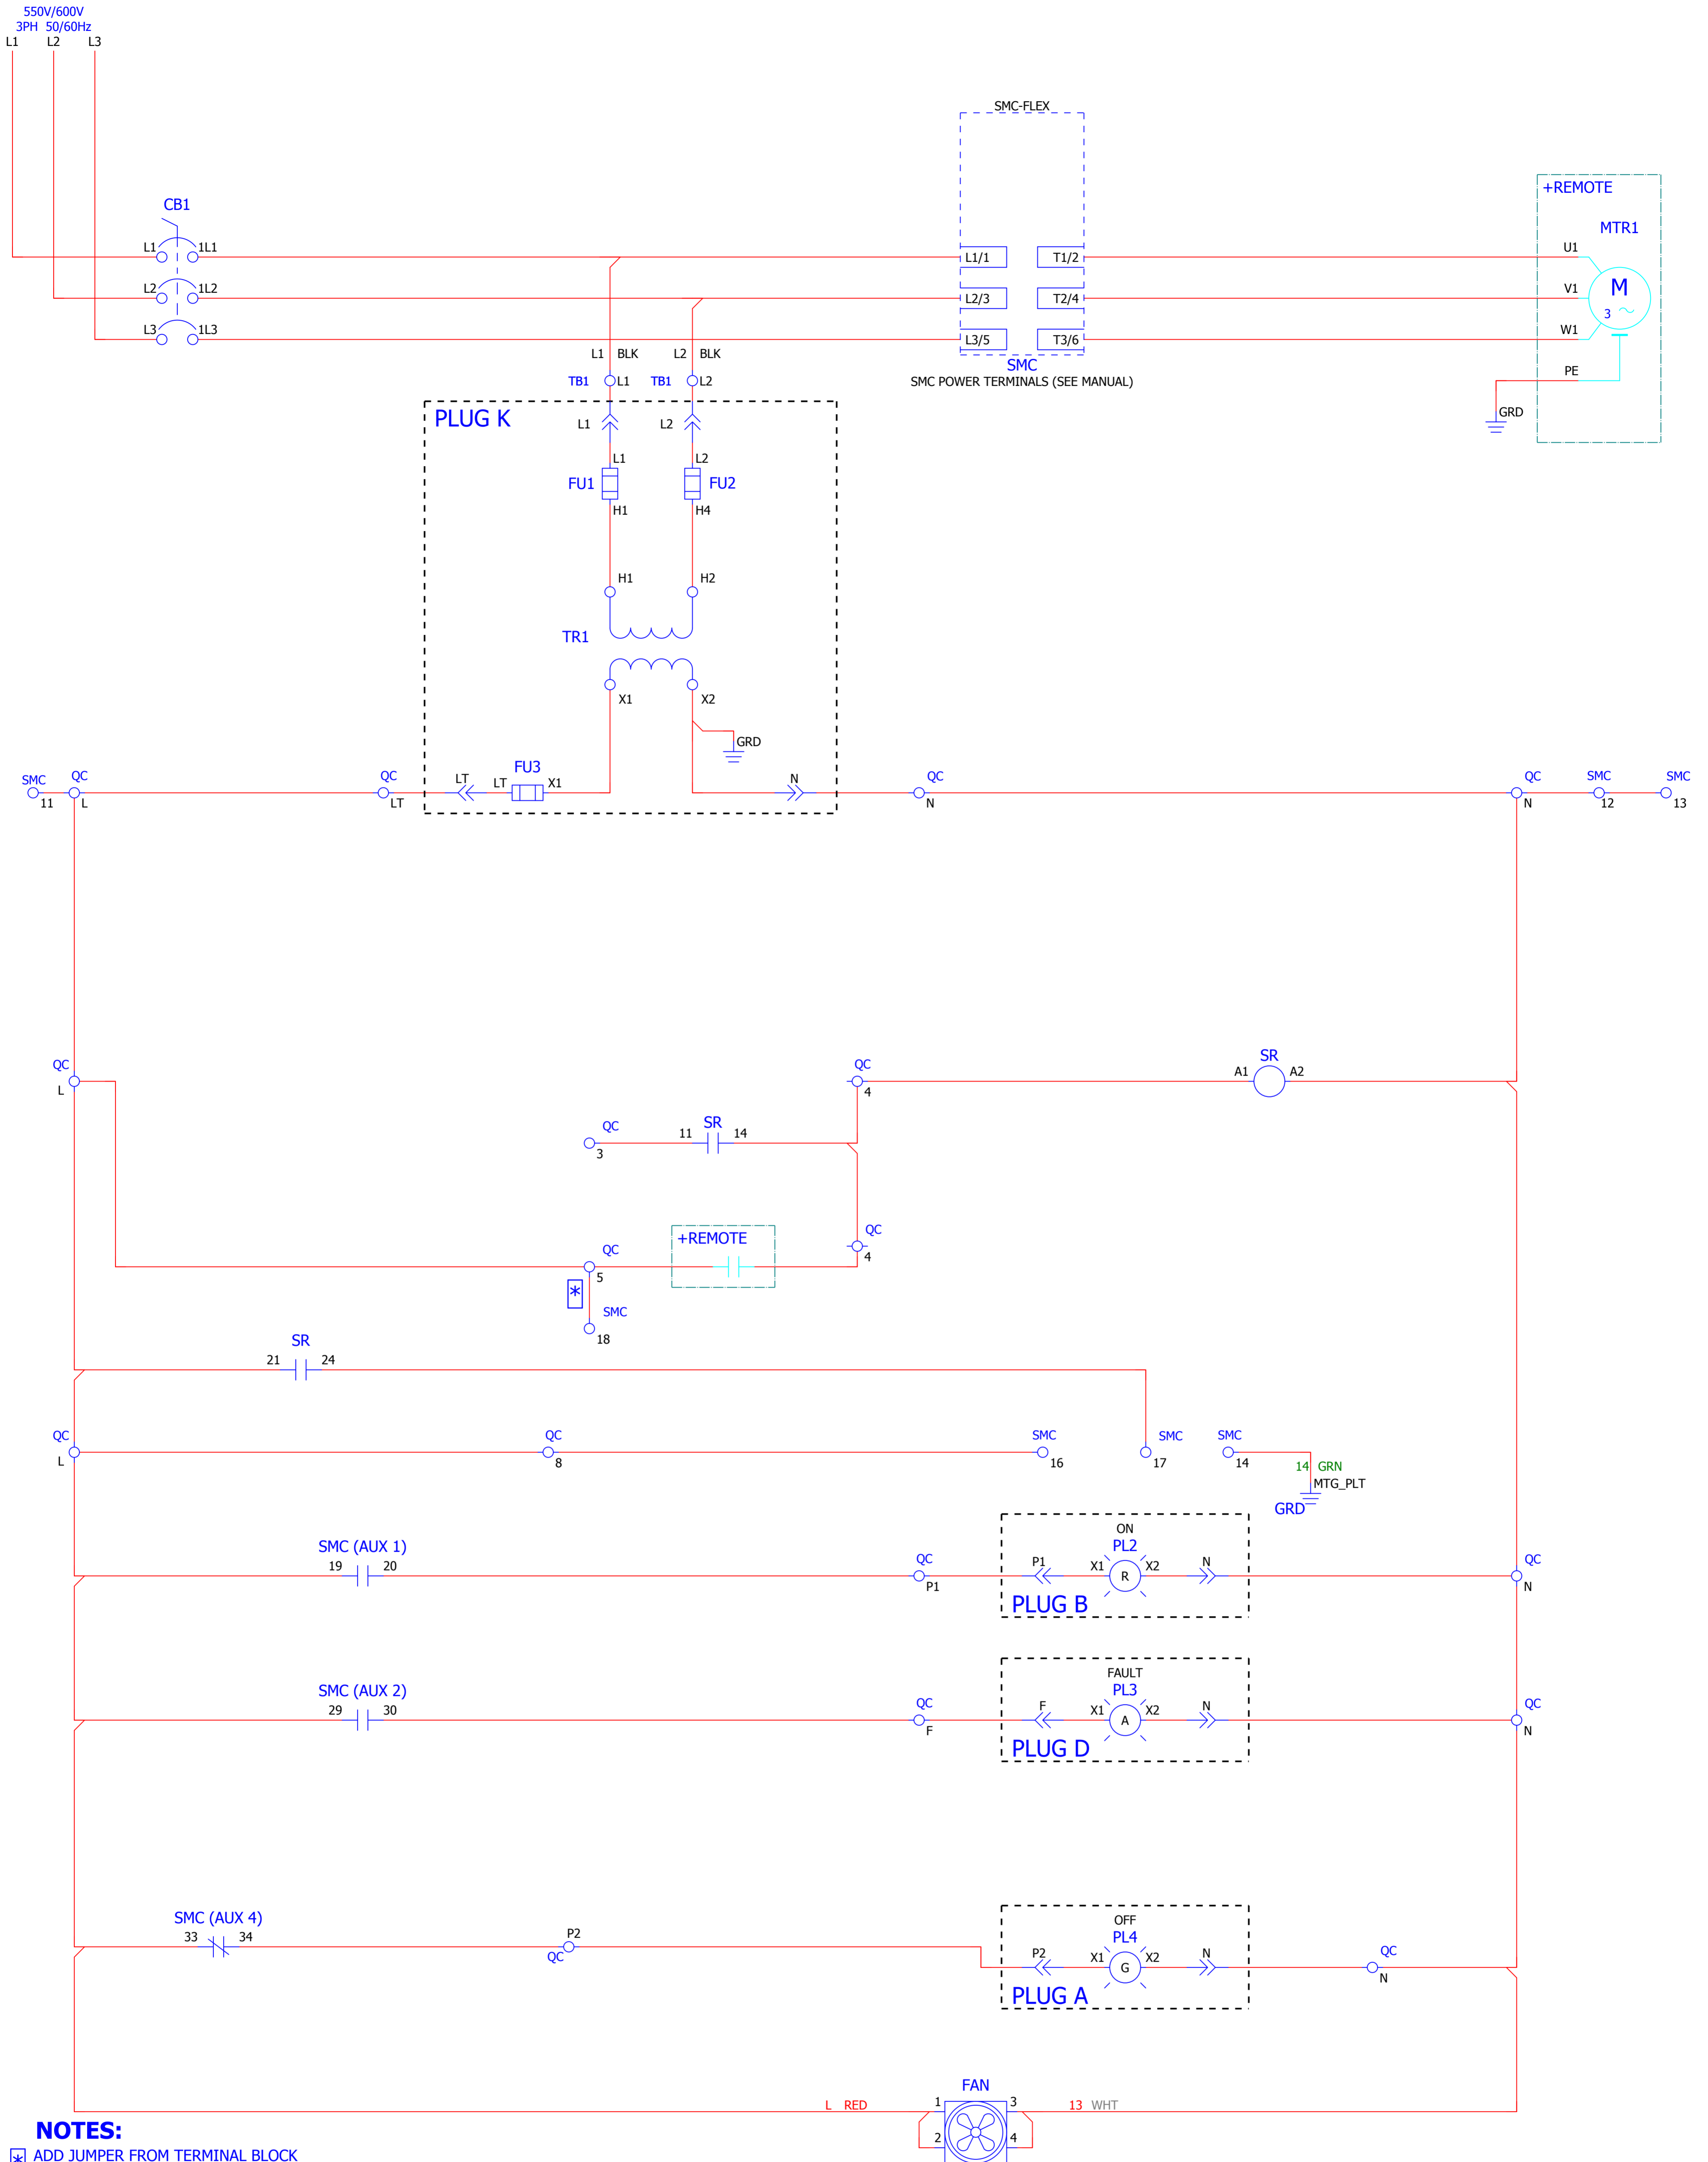 550V/600V
3PH 50/60Hz
L1 L2 L3
SMC-FLEX
+REMOTE
CB1
MTR1
L1 1L1 L1/1 T1/2 U1
L2 1L2 L2/3 T2/4 V1
M
3
L3 1L3 L3/5 T3/6 W1
L1 BLK L2 BLK
SMC
SMC POWER TERMINALS (SEE MANUAL)
PE
TB1 L1 TB1 L2
GRD
PLUG K
L1 L2
L1 L2
FU1 FU2
H1 H4
H1 H2
TR1
X1 X2
GRD
SMC QC QC LT LT FU3 X1 N QC QC SMC SMC
11 L LT N N 12 13
QC QC SR
L 4 A1 A2
QC 11 SR 14
3
+REMOTE QC
QC 4
5
* SMC
18
SR
21 24
QC QC SMC SMC SMC
L 8 16 17 14
14 GRN
MTG_PLT
GRD
ON
SMC (AUX 1) PL2
19 20 QC P1 X1 R X2 N QC
P1 N
PLUG B
FAULT
SMC (AUX 2) PL3
29 30 QC F X1 A X2 N QC
F N
PLUG D
OFF
SMC (AUX 4) PL4
33 34 P2 P2 X1 G X2 N QC
QC N
PLUG A
FAN
L RED 1 3 13 WHT
2 4
NOTES:
* ADD JUMPER FROM TERMINAL BLOCK